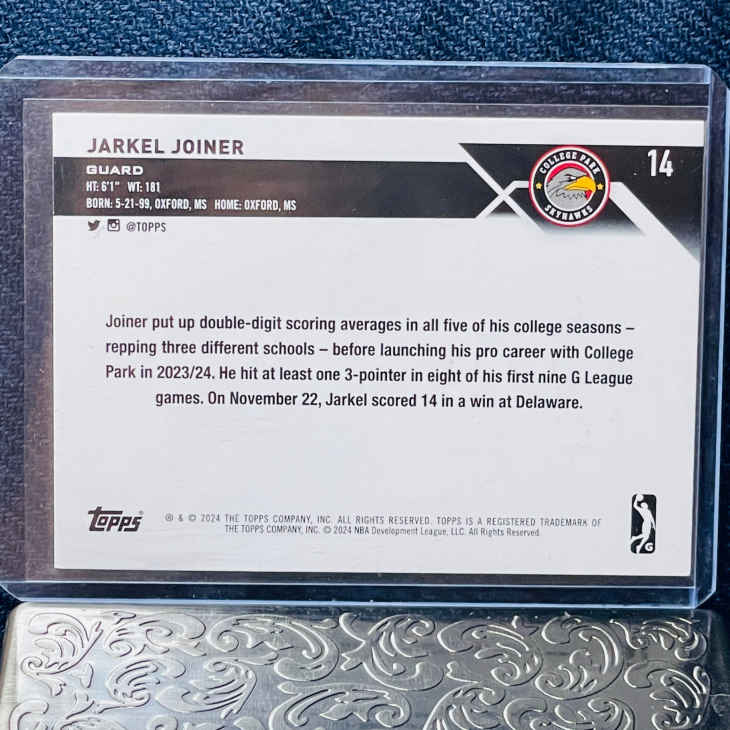 JARKEL JOINER
GUARD
HT: 6'1" WT: 181
BORN: 5-21-99, OXFORD, MS HOME: OXFORD, MS
@TOPPS
COLLEGE PARK
SKYHAWKS
14
Joiner put up double-digit scoring averages in all five of his college seasons –
repping three different schools – before launching his pro career with College
Park in 2023/24. He hit at least one 3-pointer in eight of his first nine G League
games. On November 22, Jarkel scored 14 in a win at Delaware.
topps
® & © 2024 THE TOPPS COMPANY, INC. ALL RIGHTS RESERVED. TOPPS IS A REGISTERED TRADEMARK OF
THE TOPPS COMPANY, INC. © 2024 NBA Development League, LLC. All Rights Reserved.
G